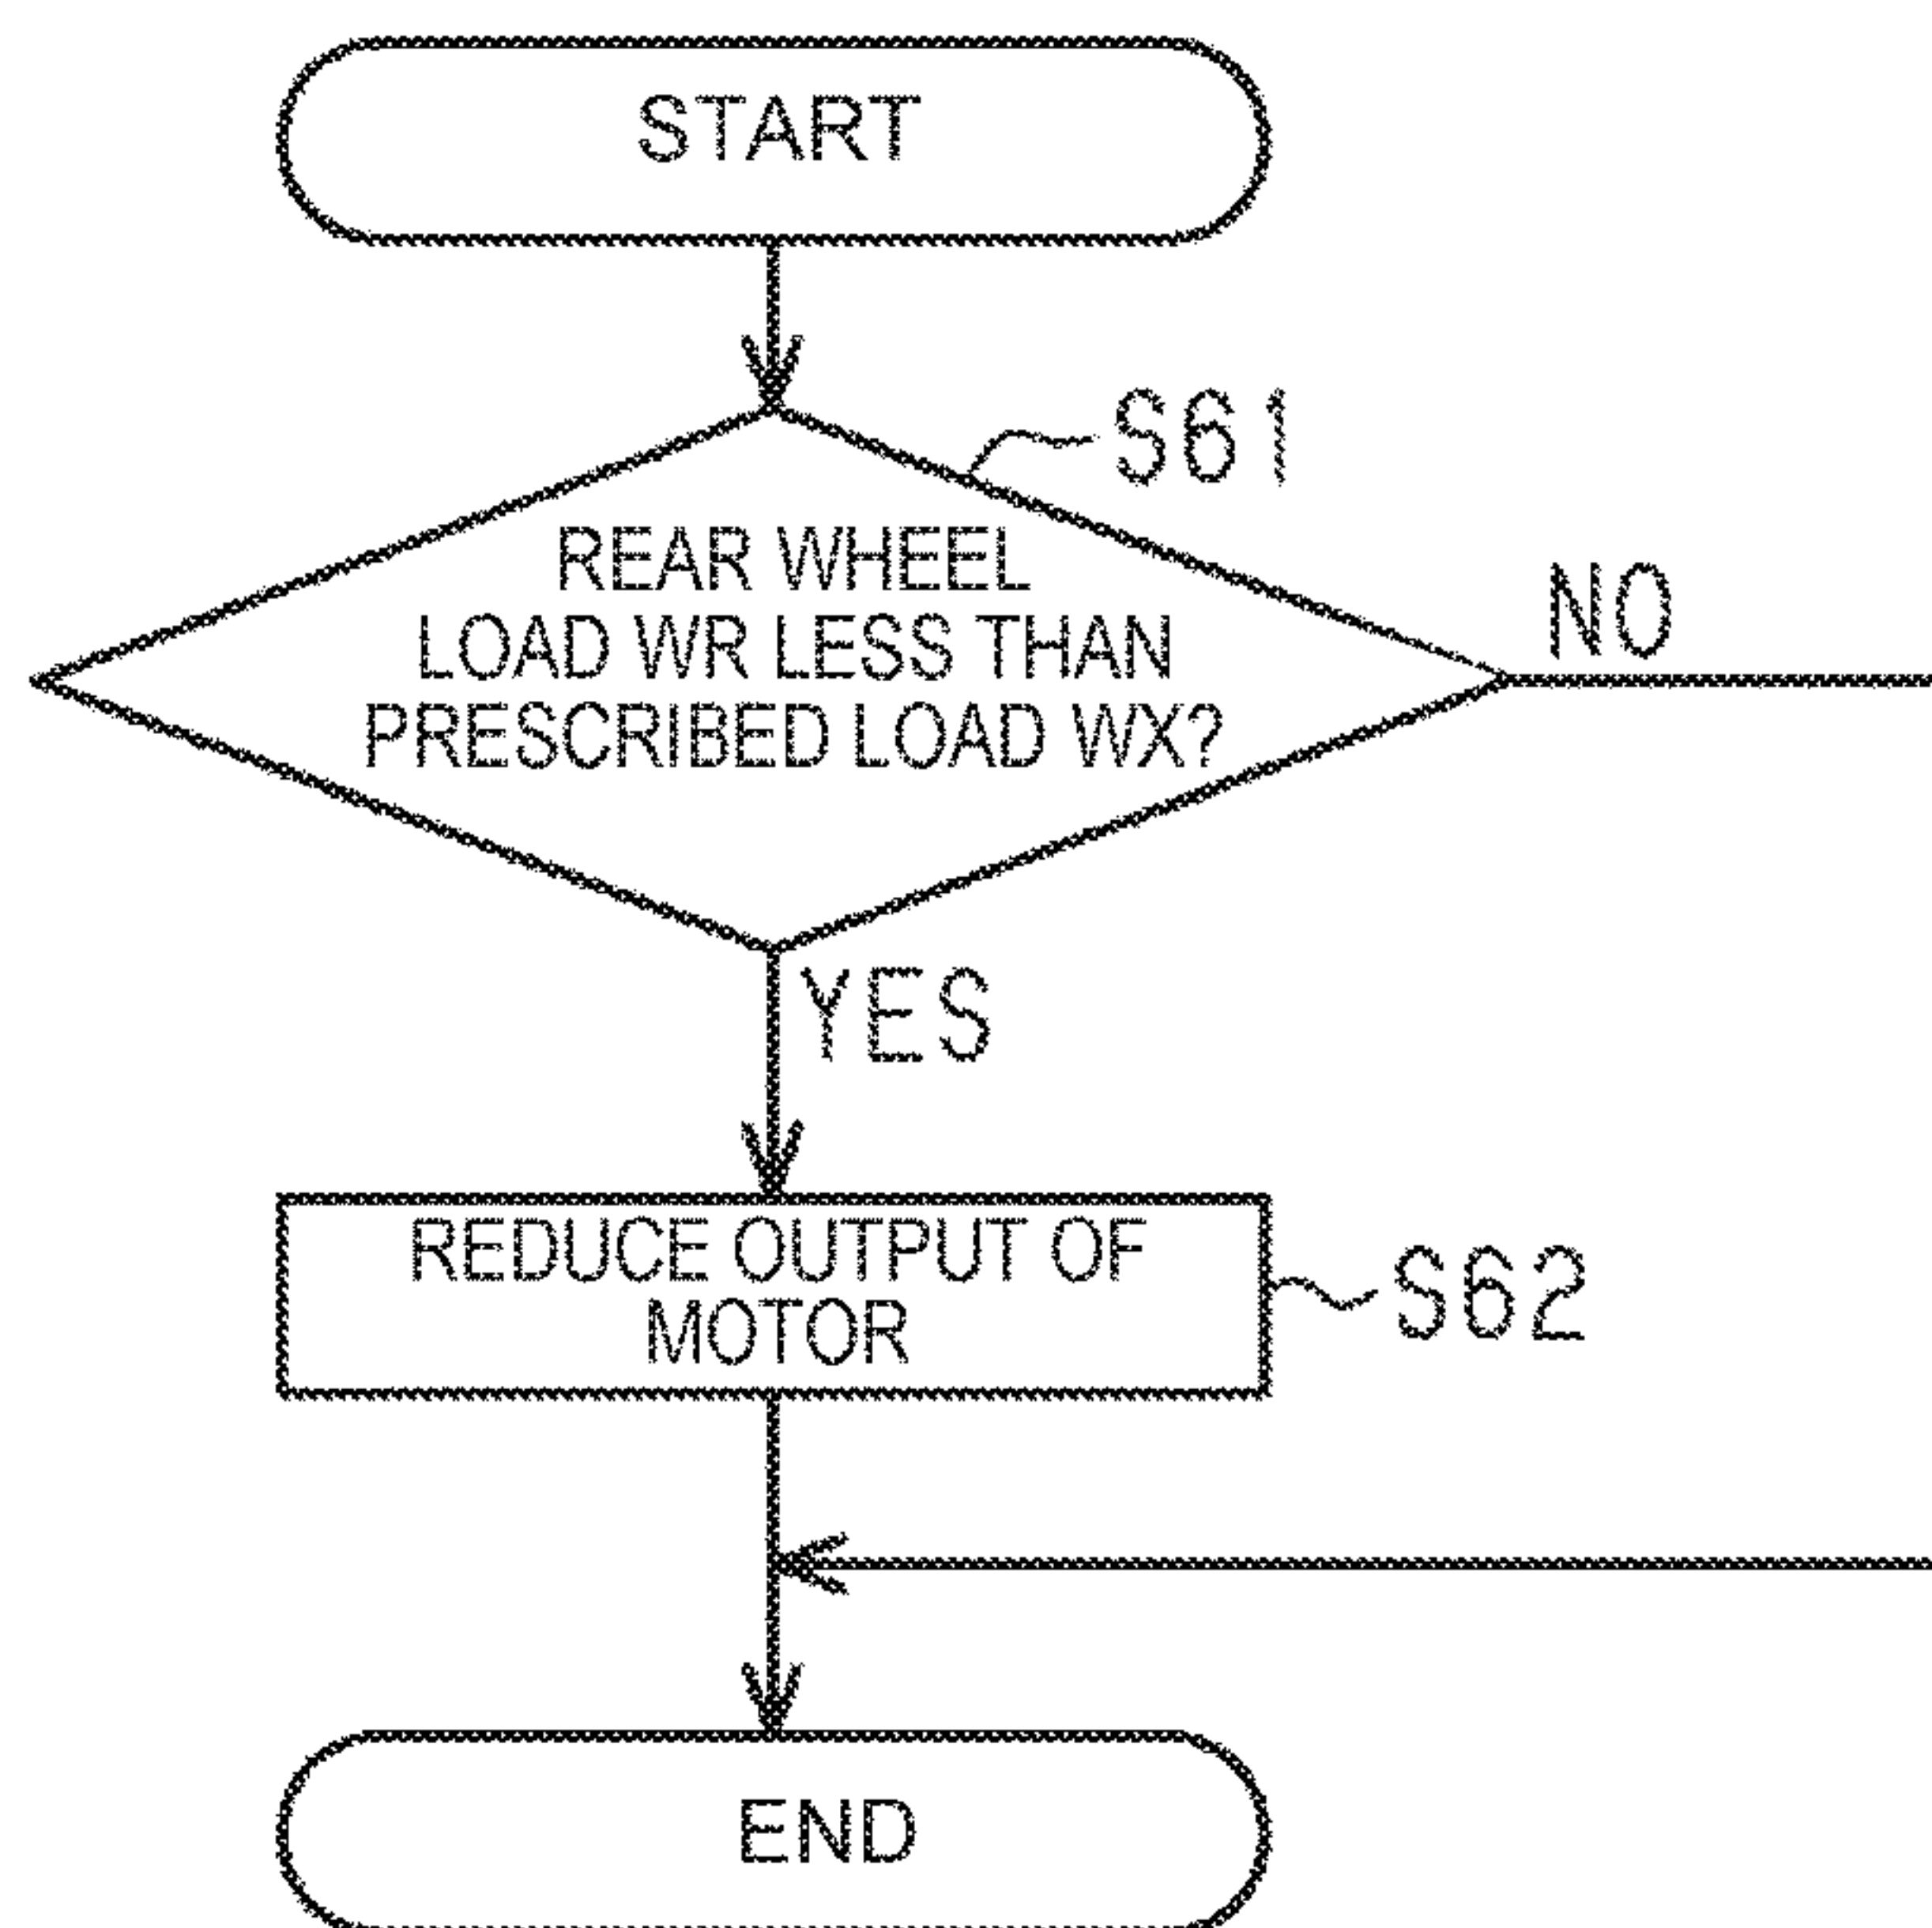 START
S61
REAR WHEEL
LOAD WR LESS THAN
PRESCRIBED LOAD WX?
NO
YES
REDUCE OUTPUT OF
MOTOR
S62
END